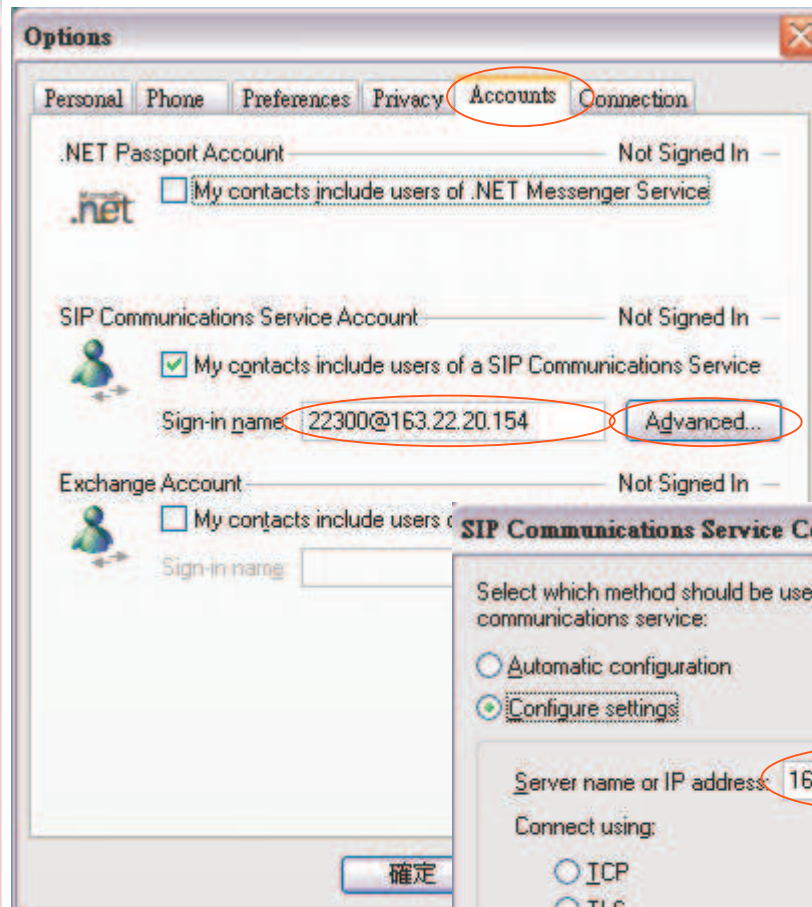 Options
Personal Phone Preferences Privacy Accounts Connection
.NET Passport Account Not Signed In
.net My contacts include users of .NET Messenger Service
SIP Communications Service Account Not Signed In
My contacts include users of a SIP Communications Service
Sign-in name: 22300@163.22.20.154 Advanced...
Exchange Account Not Signed In
My contacts include users
Sign-in name:
確定
SIP Communications Service
Select which method should be
communications service:
Automatic configuration
Configure settings
Server name or IP address: 16
Connect using:
TCP
TLS